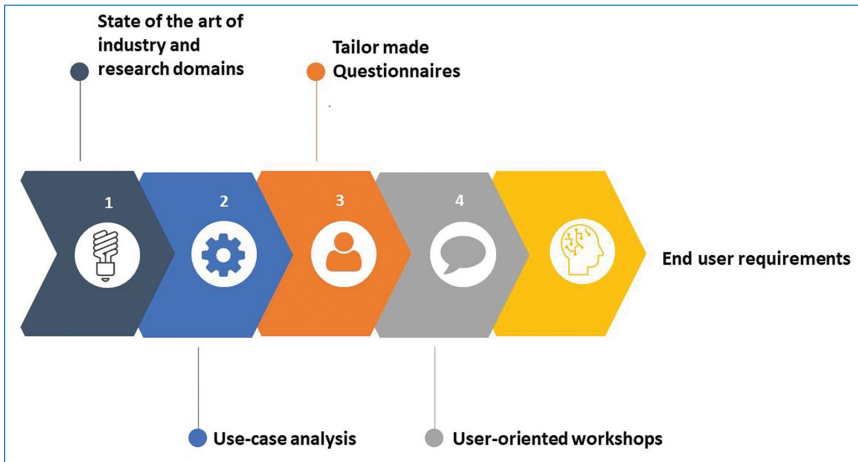 State of the art of
industry and
research domains
Tailor made
Questionnaires
1
2
3
4
End user requirements
Use-case analysis
User-oriented workshops